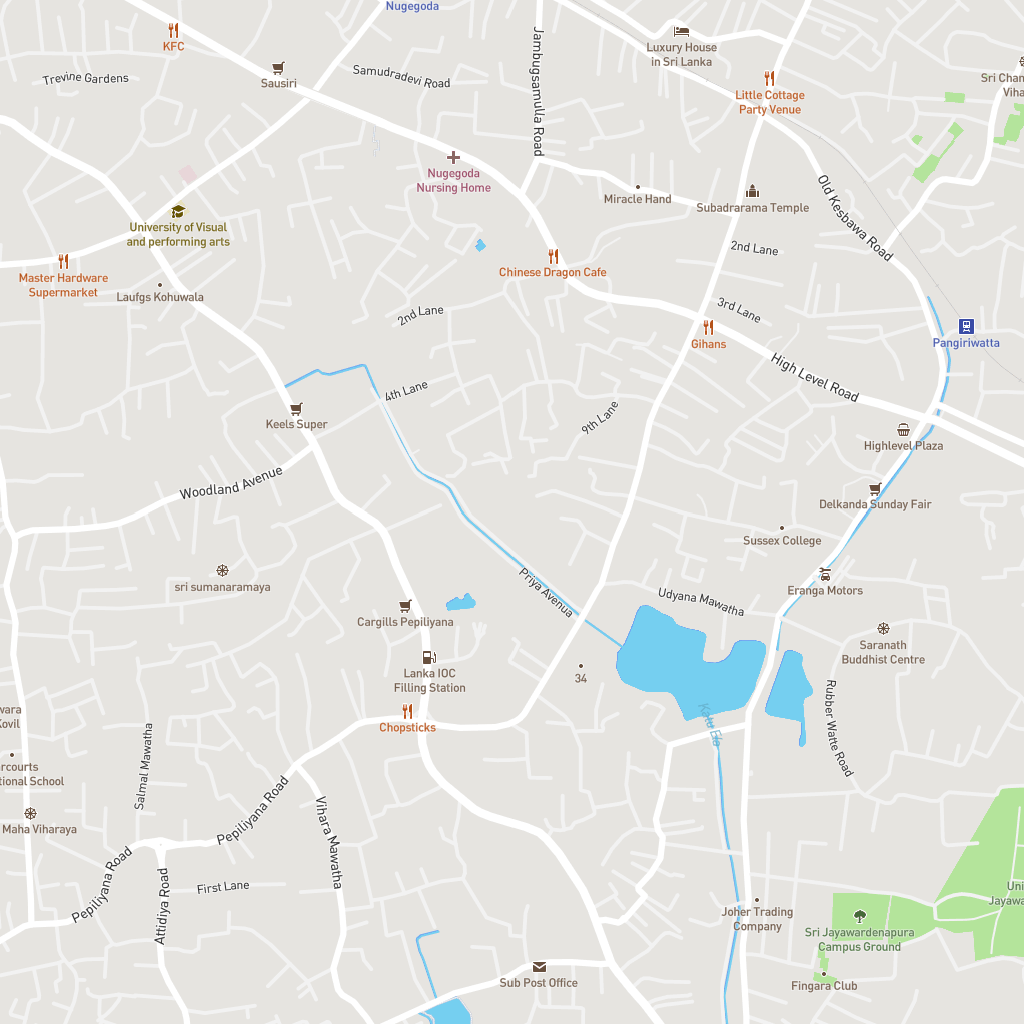 Nugegoda
KFC
Trevine Gardens
Sausiri
Samudradevi Road
Jambugsamulla Road
Luxury House
in Sri Lanka
Little Cottage
Party Venue
Nugegoda
Nursing Home
Miracle Hand
Subadrarama Temple
Old Kesbawa Road
University of Visual
and performing arts
Master Hardware
Supermarket
Laufgs Kohuwala
Chinese Dragon Cafe
2nd Lane
2nd Lane
3rd Lane
Gihans
Pangiriwatta
High Level Road
4th Lane
9th Lane
Keels Super
Highlevel Plaza
Woodland Avenue
Delkanda Sunday Fair
Sussex College
sri sumanaramaya
Priya Avenua
Eranga Motors
Udyana Mawatha
Cargills Pepiliyana
Saranath
Buddhist Centre
Lanka IOC
Filling Station
34
Rubber Watte Road
Chopsticks
Kovil
Salmal Mawatha
Maha Viharaya
Pepiliyana Road
Vihara Mawatha
Pepiliyana Road
First Lane
Attidiya Road
Joher Trading
Company
Sri Jayawardenapura
Campus Ground
Sub Post Office
Fingara Club